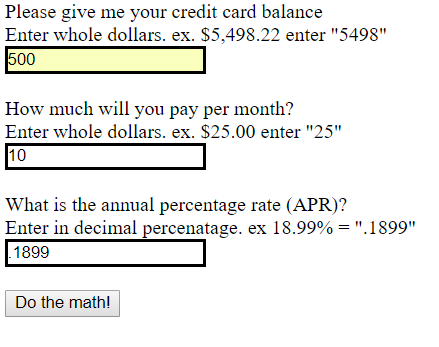 Please give me your credit card balance
Enter whole dollars. ex. $5,498.22 enter "5498"
500
How much will you pay per month?
Enter whole dollars. ex. $25.00 enter "25"
10
What is the annual percentage rate (APR)?
Enter in decimal percenatage. ex 18.99% = ".1899"
.1899
Do the math!